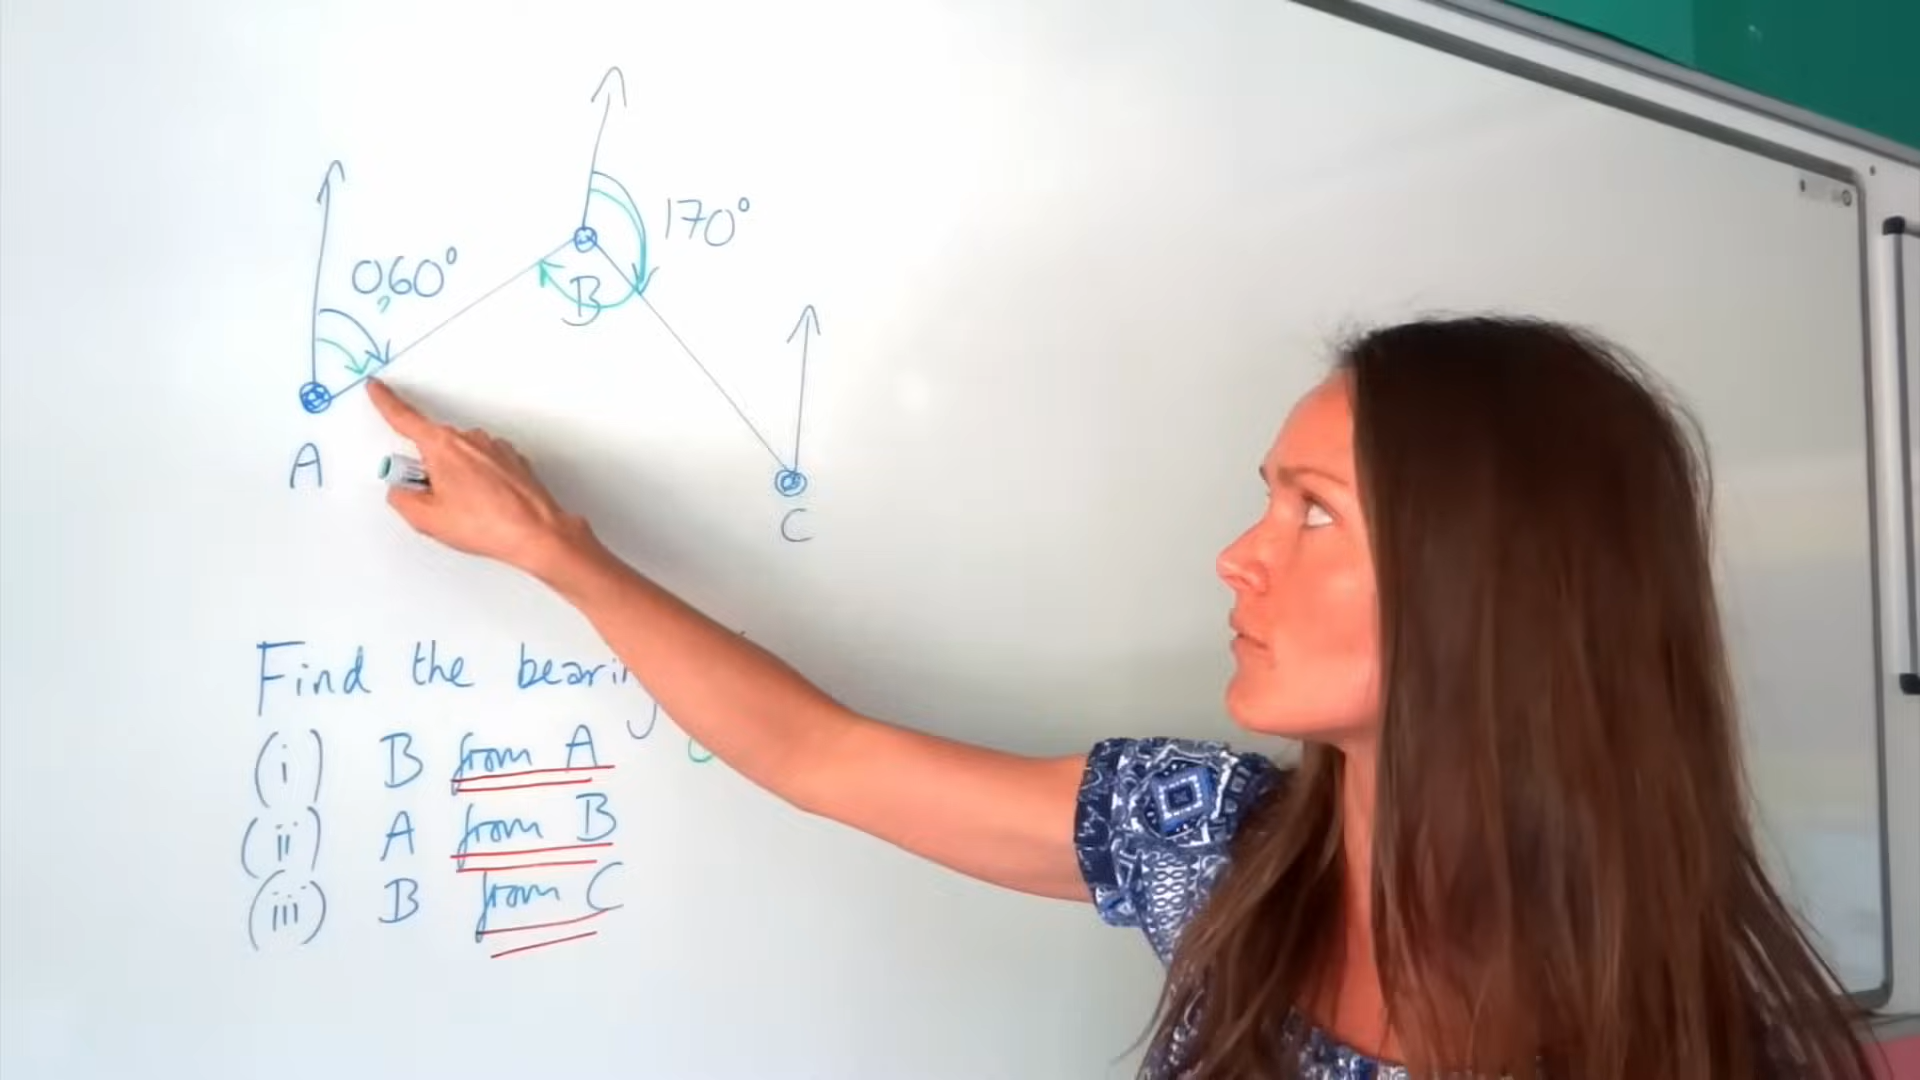 060°
170°
B
A
C
Find the bearing
(i) B from A
(ii) A from B
(iii) B from C